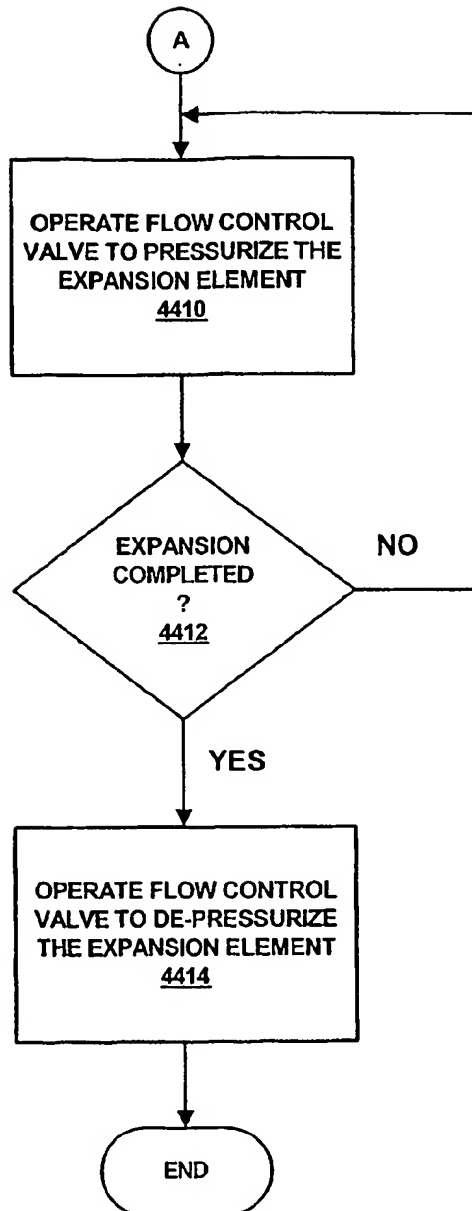 A
OPERATE FLOW CONTROL
VALVE TO PRESSURIZE THE
EXPANSION ELEMENT
4410
EXPANSION
COMPLETED
?
4412
NO
YES
OPERATE FLOW CONTROL
VALVE TO DE-PRESSURIZE
THE EXPANSION ELEMENT
4414
END